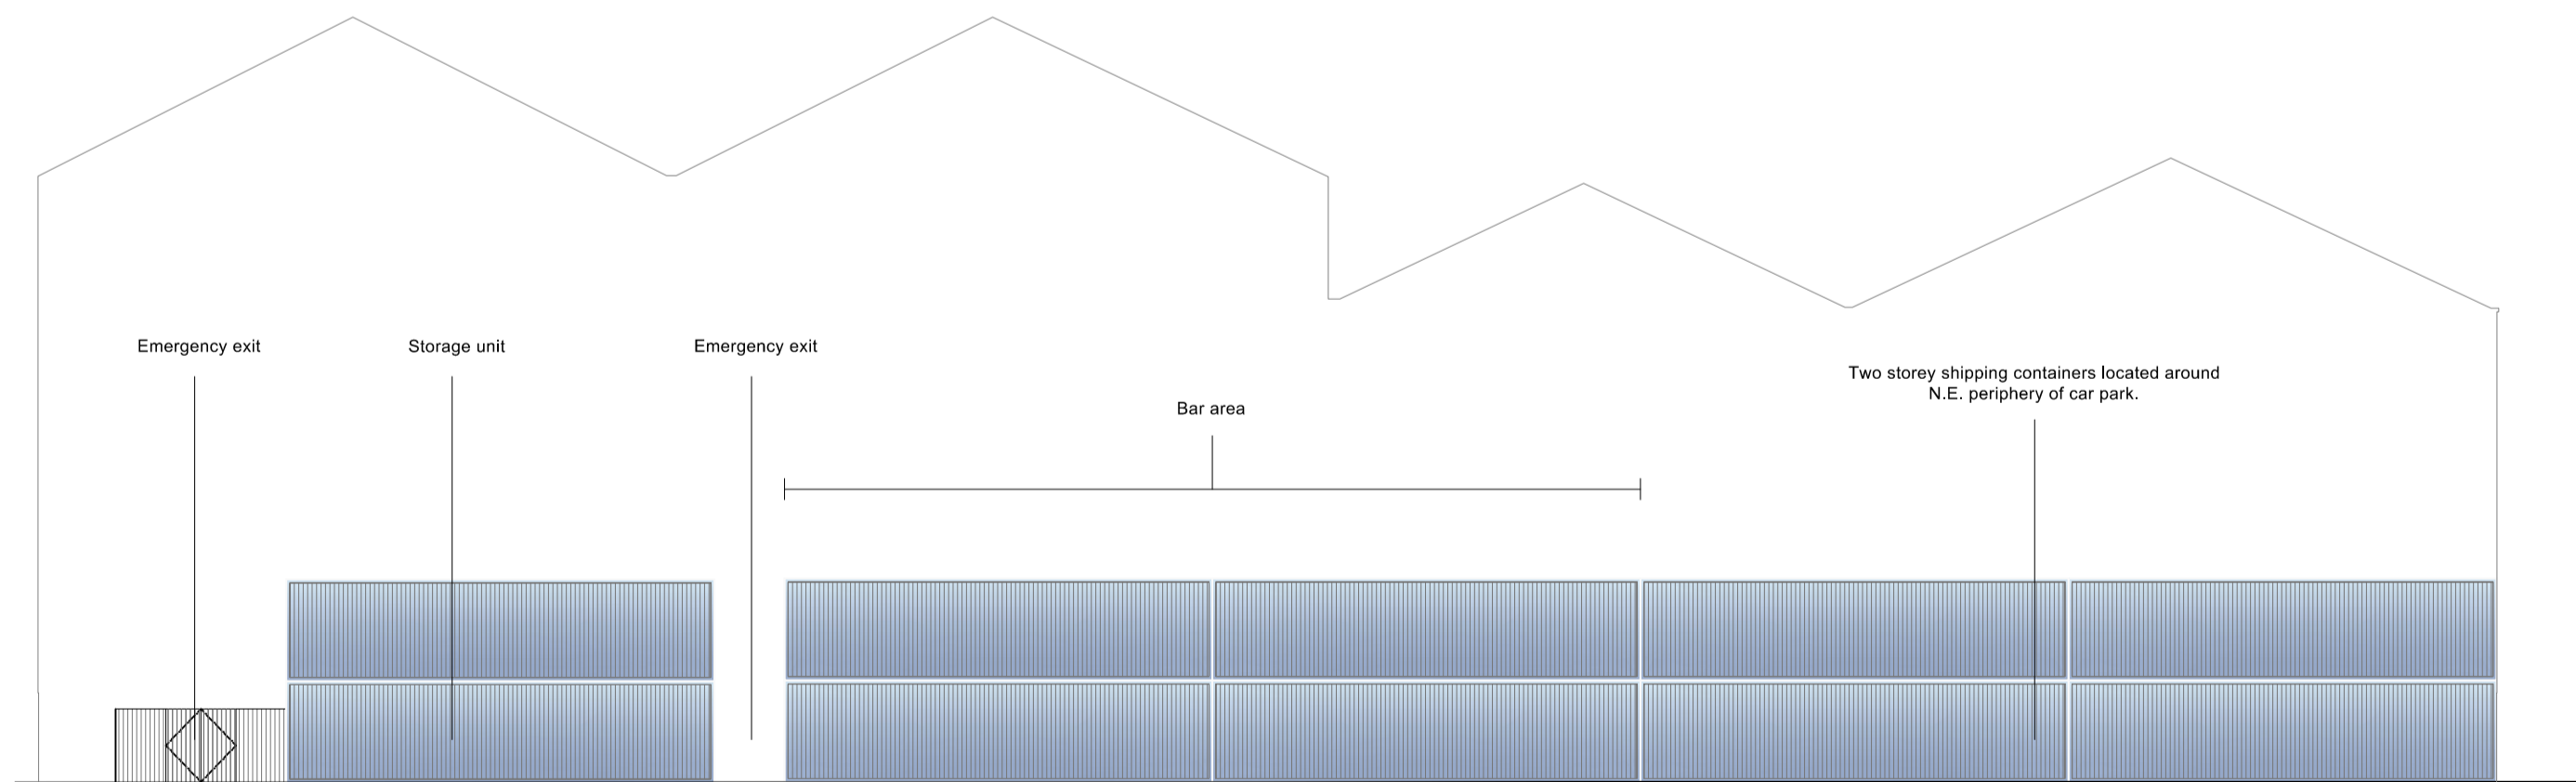 Emergency exit
Storage unit
Emergency exit
Bar area
Two storey shipping containers located around
N.E. periphery of car park.